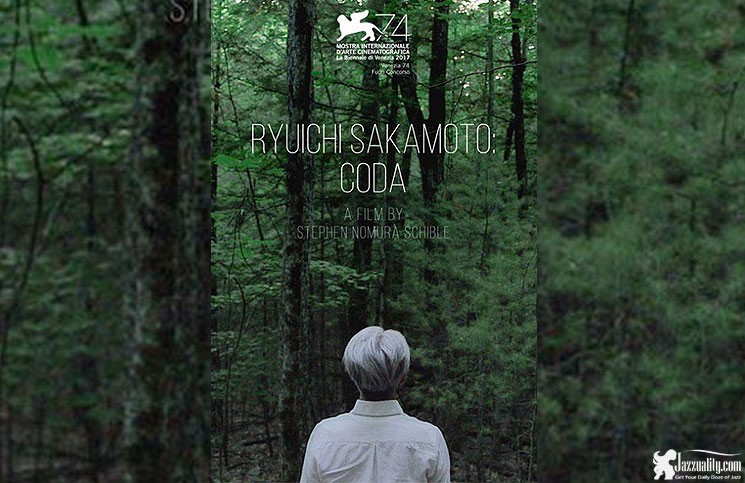 74
MOSTRA INTERNAZIONALE
D'ARTE CINEMATOGRAFICA
La Biennale di Venezia 2017
Venezia 74
Fuori Concorso
RYUICHI SAKAMOTO:
CODA
A FILM BY
STEPHEN NOMURA SCHIBLE
Jazzuality.com
Get Your Daily Dose of Jazz